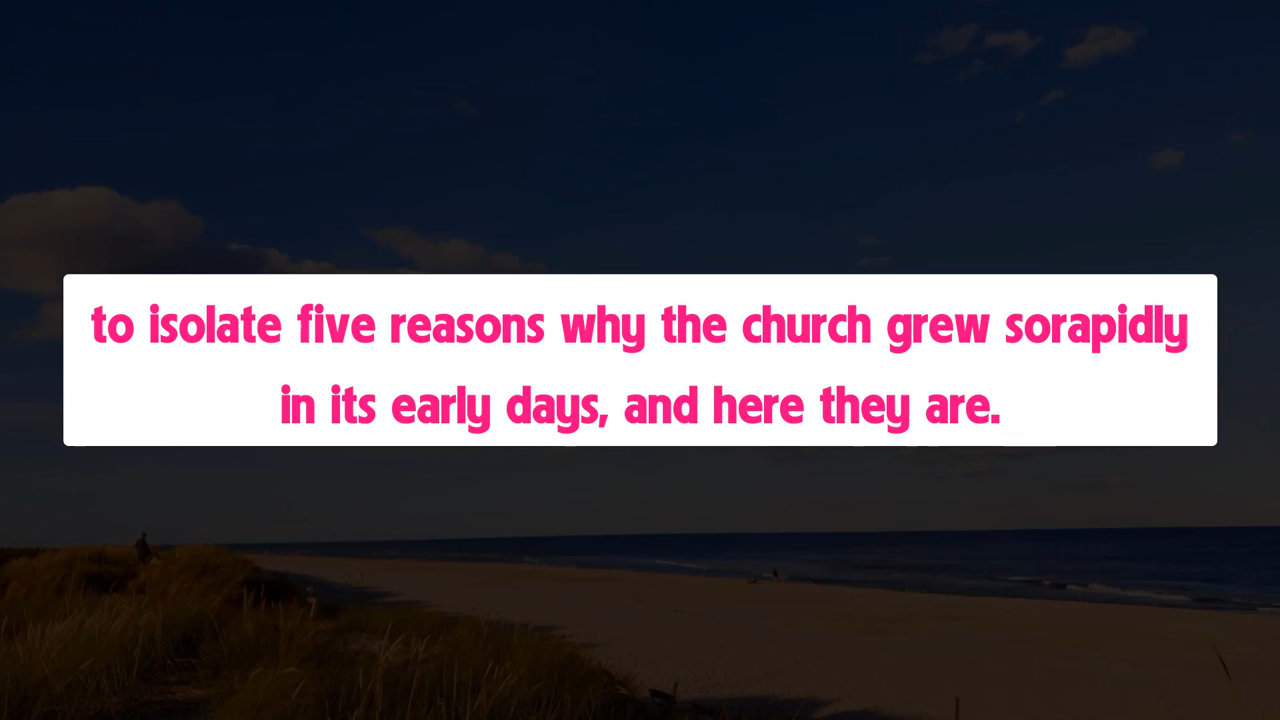 to isolate five reasons why the church grew sorapidly
in its early days, and here they are.